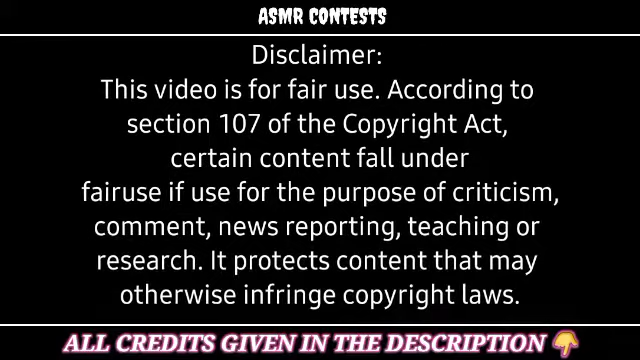 ASMR CONTESTS
Disclaimer:
This video is for fair use. According to
section 107 of the Copyright Act,
certain content fall under
fairuse if use for the purpose of criticism,
comment, news reporting, teaching or
research. It protects content that may
otherwise infringe copyright laws.
ALL CREDITS GIVEN IN THE DESCRIPTION 👇